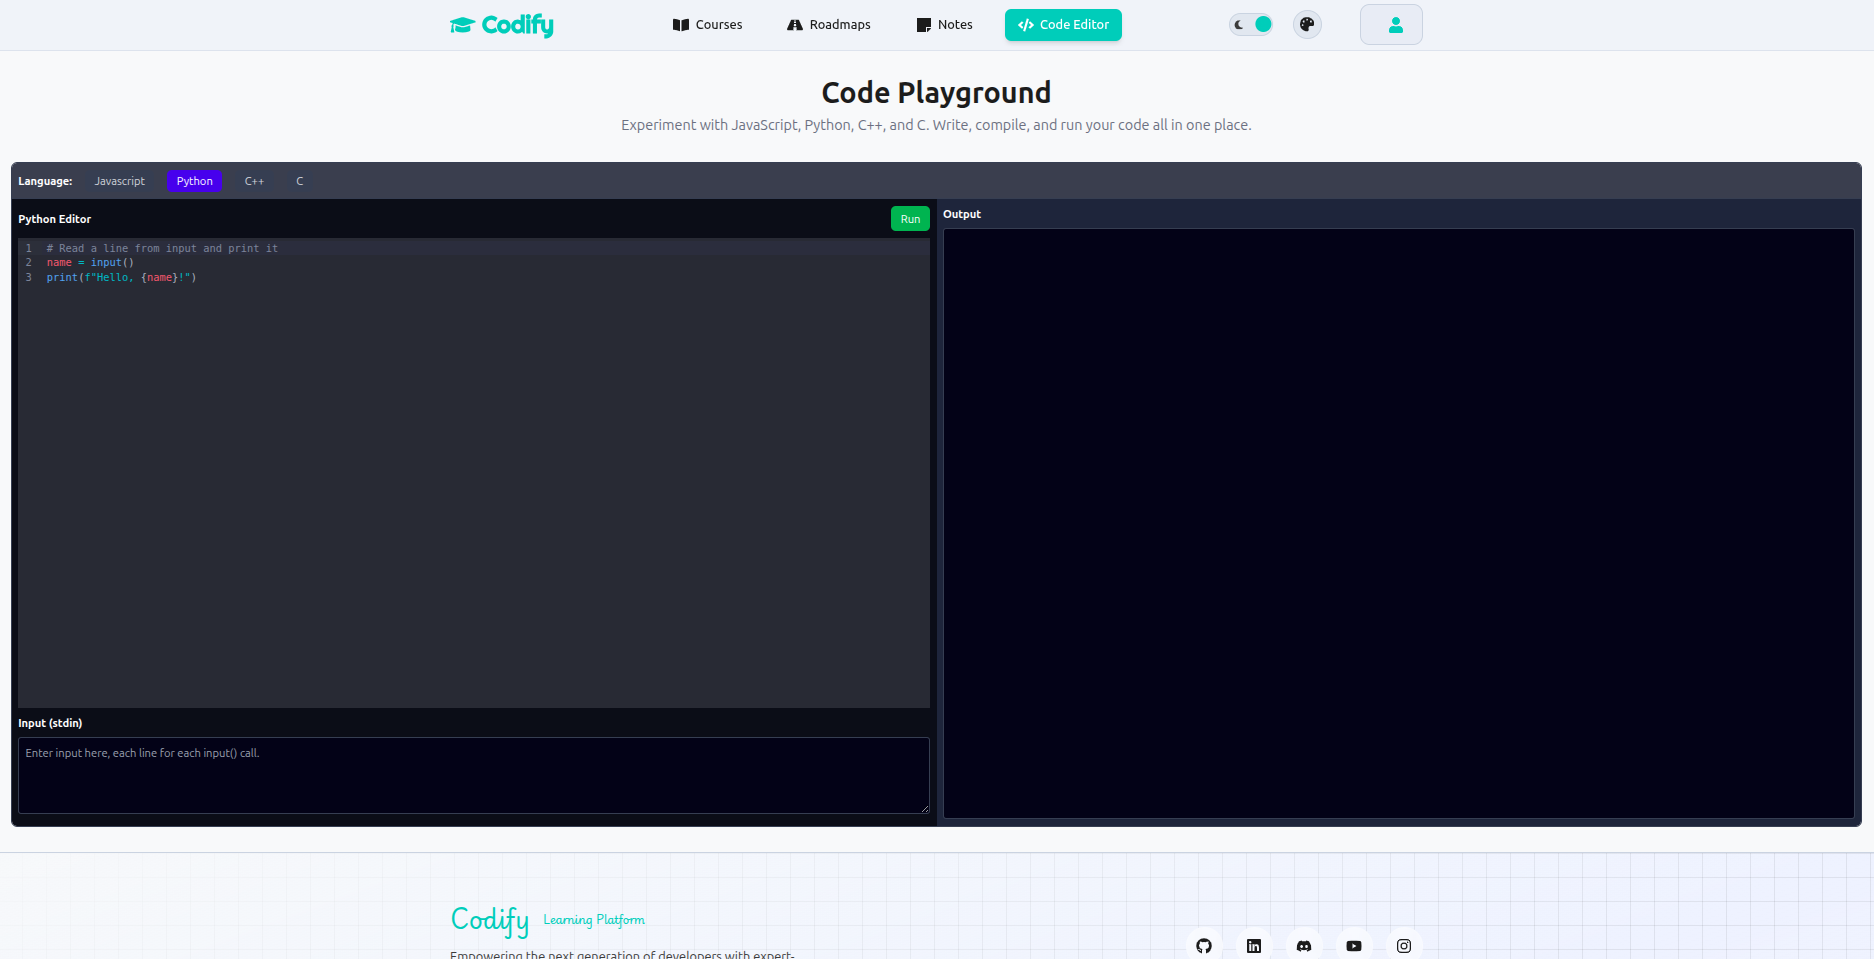 Codify
Courses
Roadmaps
Notes
Code Editor
Code Playground
Experiment with JavaScript, Python, C++, and C. Write, compile, and run your code all in one place.
Language: Javascript Python C++ C
Python Editor
Run
1 # Read a line from input and print it
2 name = input()
3 print(f"Hello, {name}!")
Input (stdin)
Enter input here, each line for each input() call.
Output
Codify Learning Platform
Empowering the next generation of developers with expert-